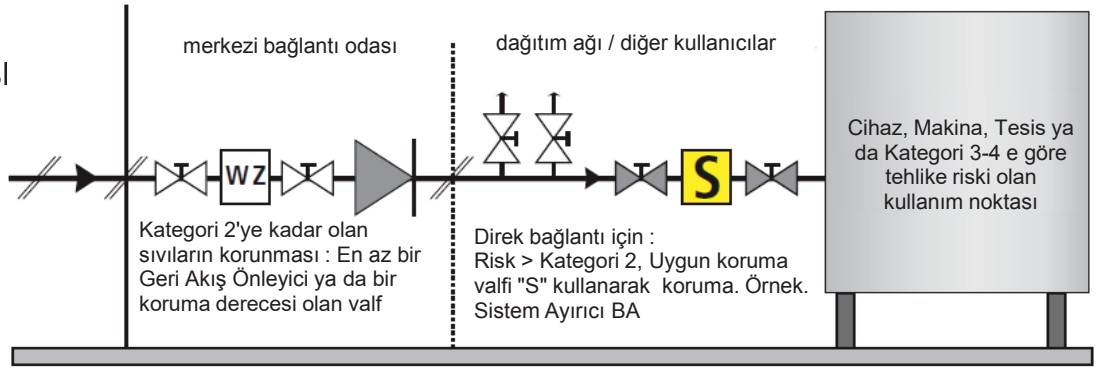 merkezi bağlantı odası
dağıtım ağı / diğer kullanıcılar
WZ
S
Cihaz, Makina, Tesis ya
da Kategori 3-4 e göre
tehlike riski olan
kullanım noktası
Kategori 2'ye kadar olan
sıvıların korunması : En az bir
Geri Akış Önleyici ya da bir
koruma derecesi olan valf
Direk bağlantı için :
Risk > Kategori 2, Uygun koruma
valfi "S" kullanarak koruma. Örnek.
Sistem Ayırıcı BA